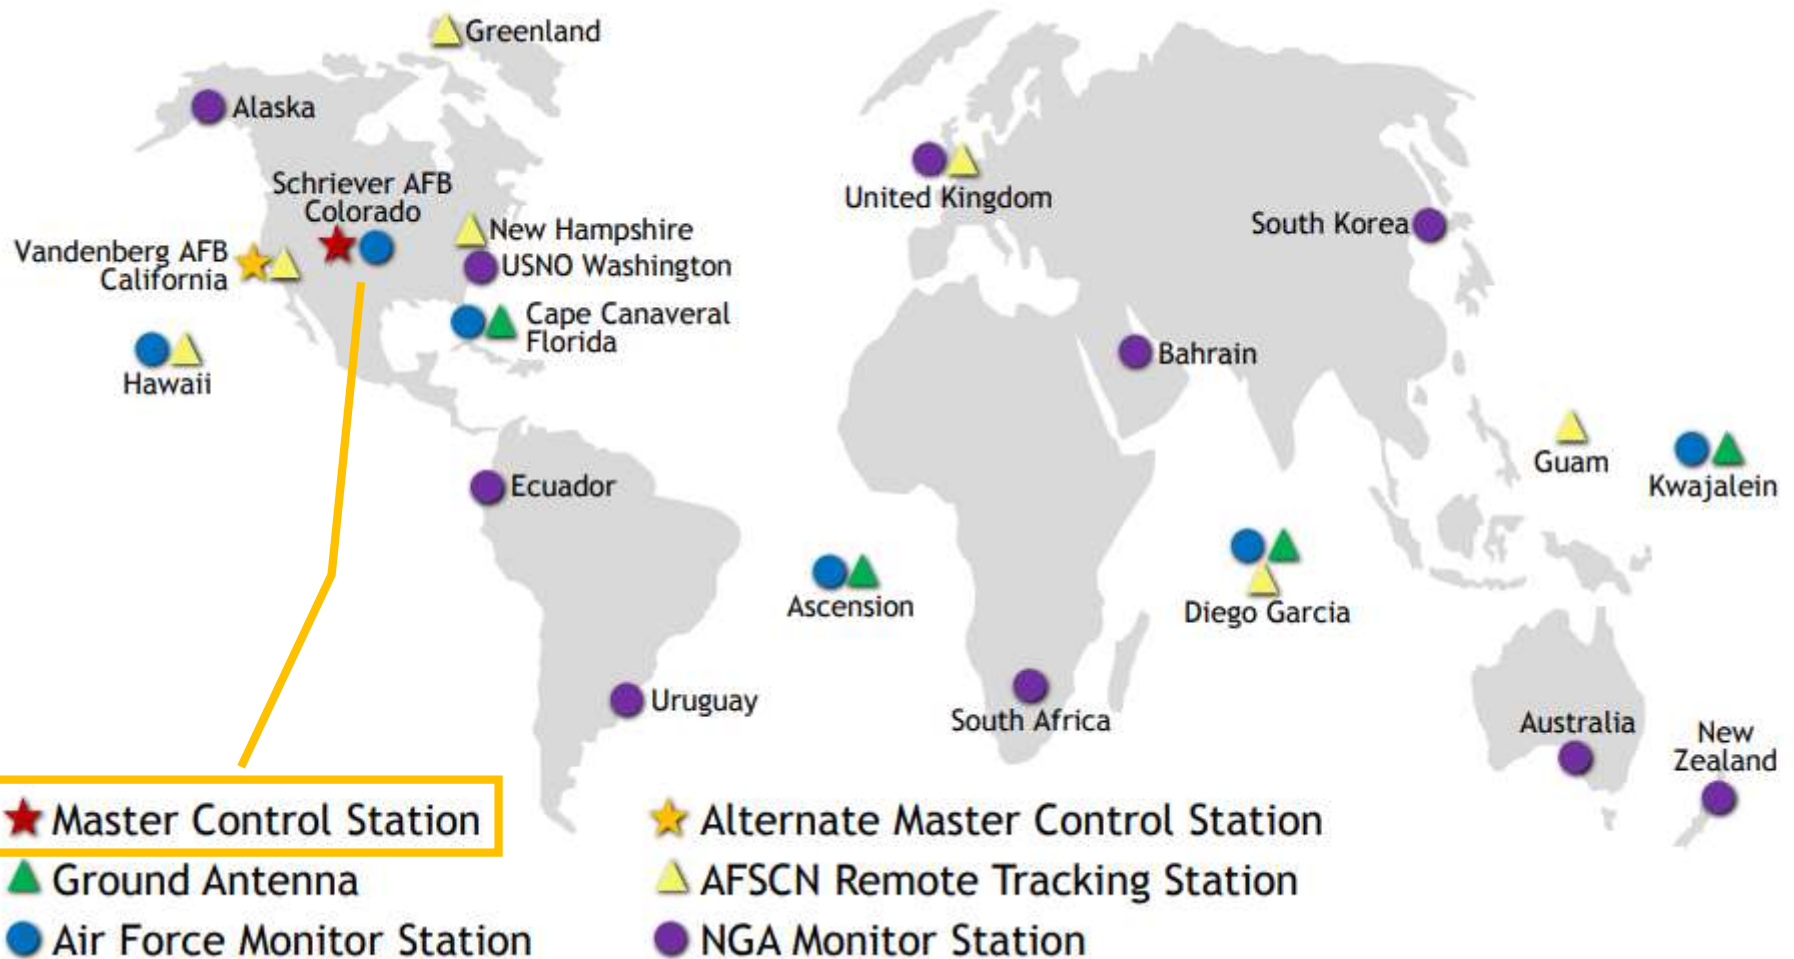 Greenland
Alaska
Schriever AFB
Colorado
United Kingdom
South Korea
New Hampshire
Vandenberg AFB
California
USNO Washington
Cape Canaveral
Florida
Hawaii
Bahrain
Guam
Kwajalein
Ecuador
Ascension
Diego Garcia
Uruguay
South Africa
Australia
New
Zealand
Master Control Station
Alternate Master Control Station
Ground Antenna
AFSCN Remote Tracking Station
Air Force Monitor Station
NGA Monitor Station